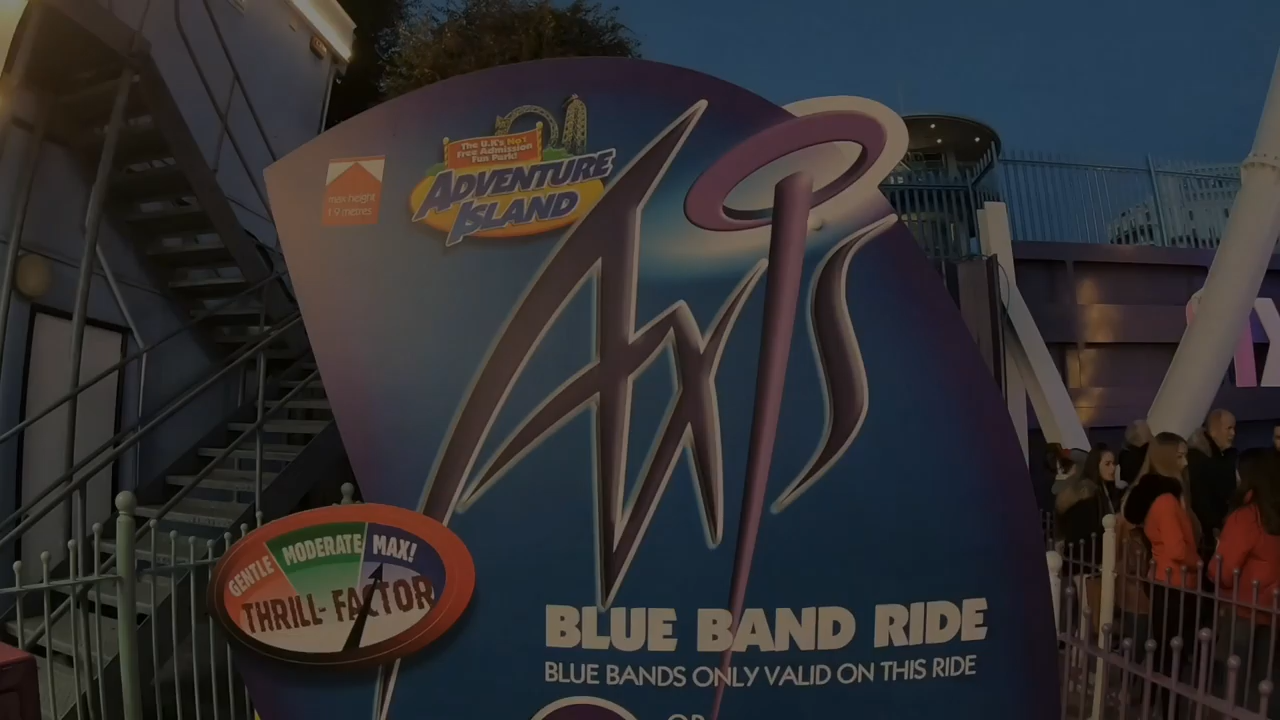 The U.K's No1
Free Admission
Fun Park!
ADVENTURE
ISLAND
max height
1.9 metres
AXiS
GENTLE
MODERATE
MAX!
THRILL-FACTOR
BLUE BAND RIDE
BLUE BANDS ONLY VALID ON THIS RIDE
OR